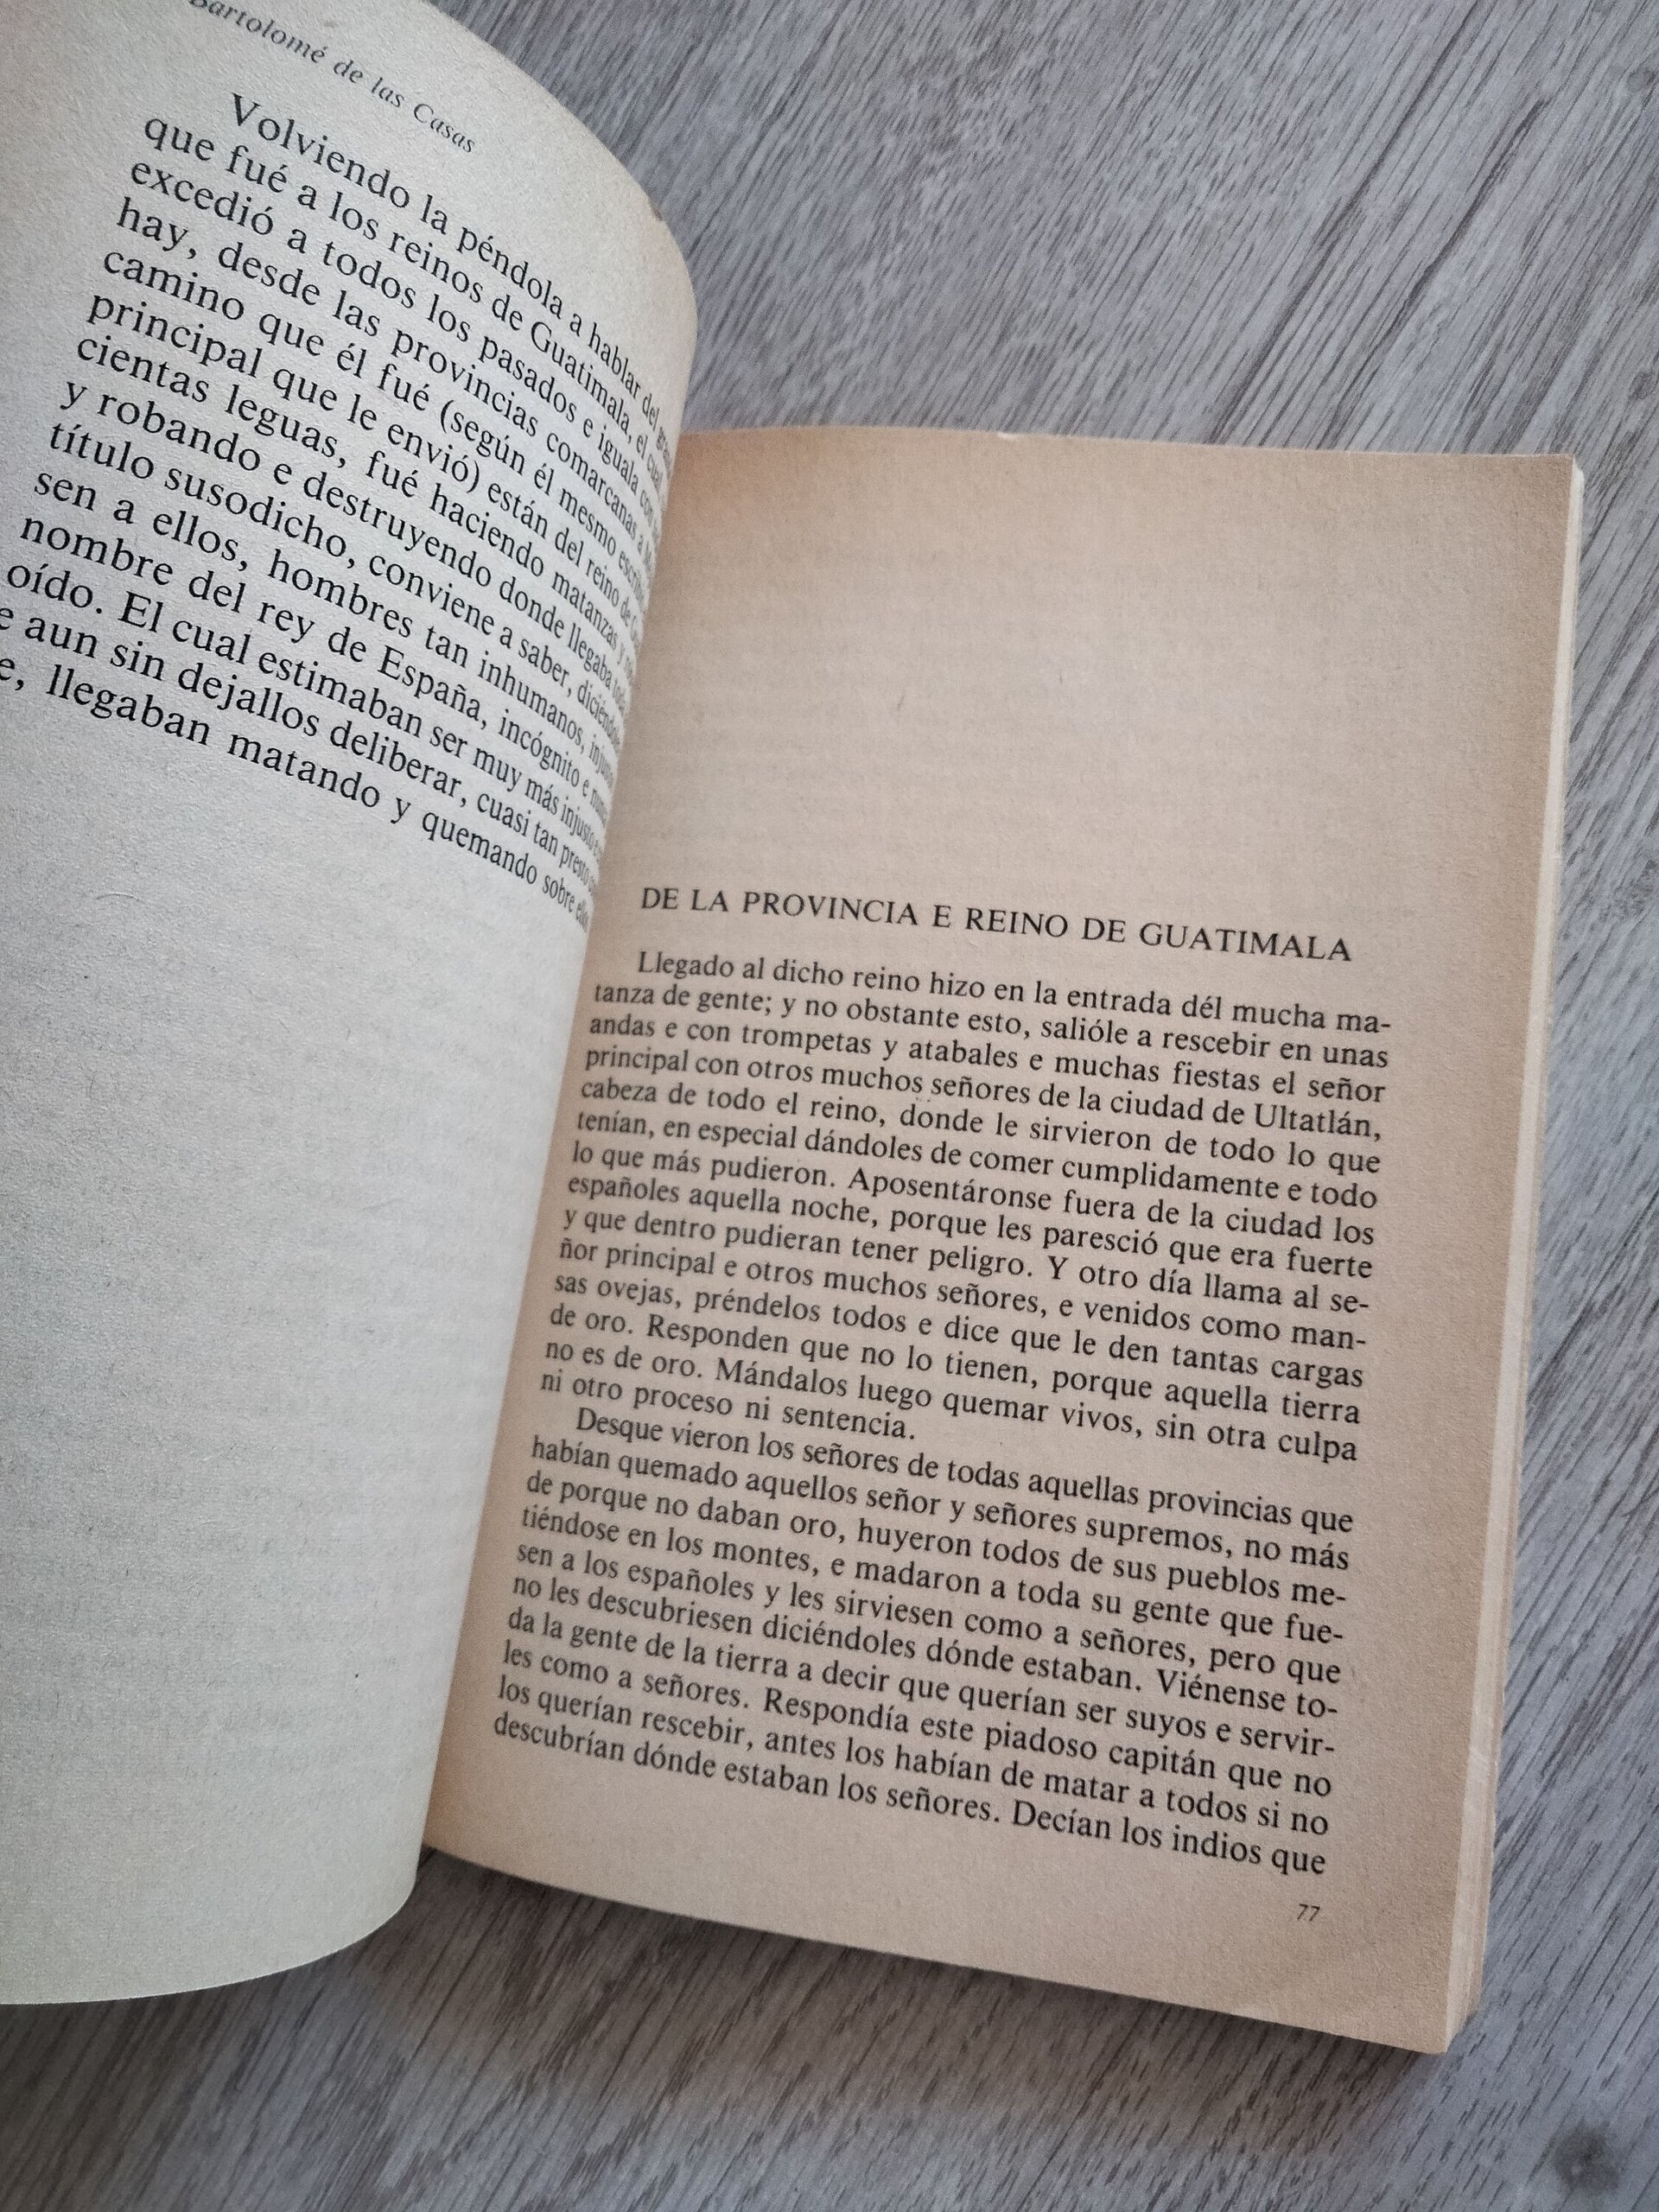 Bartolomé de las Casas
Volviendo la péndola a hablar del
que fué a los reinos de Guatimala, el cual
excedió a todos los pasados e iguala con
hay, desde las provincias comarcanas a
camino que él fué (según él mesmo
principal que le envió) están del reino de
cientas leguas, fué haciendo matanzas y
y robando e destruyendo donde llegaba
título susodicho, conviene a saber,
sen a ellos, hombres tan inhumanos,
nombre del rey de España, incógnito e
oído. El cual estimaban ser muy más injusto
e aun sin dejallos deliberar, cuasi tan presto
llegaban matando y quemando sobre
DE LA PROVINCIA E REINO DE GUATIMALA
Llegado al dicho reino hizo en la entrada dél mucha ma-
tanza de gente; y no obstante esto, salióle a rescebir en unas
andas e con trompetas y atabales e muchas fiestas el señor
principal con otros muchos señores de la ciudad de Ultatlán,
cabeza de todo el reino, donde le sirvieron de todo lo que
tenían, en especial dándoles de comer cumplidamente e todo
lo que más pudieron. Aposentáronse fuera de la ciudad los
españoles aquella noche, porque les paresció que era fuerte
y que dentro pudieran tener peligro. Y otro día llama al se-
ñor principal e otros muchos señores, e venidos como man-
sas ovejas, préndelos todos e dice que le den tantas cargas
de oro. Responden que no lo tienen, porque aquella tierra
no es de oro. Mándalos luego quemar vivos, sin otra culpa
ni otro proceso ni sentencia.
Desque vieron los señores de todas aquellas provincias que
habían quemado aquellos señor y señores supremos, no más
de porque no daban oro, huyeron todos de sus pueblos me-
tiéndose en los montes, e madaron a toda su gente que fue-
sen a los españoles y les sirviesen como a señores, pero que
no les descubriesen diciéndoles dónde estaban. Viénense to-
da la gente de la tierra a decir que querían ser suyos e servir-
les como a señores. Respondía este piadoso capitán que no
los querían rescebir, antes los habían de matar a todos si no
descubrían dónde estaban los señores. Decían los indios que
77